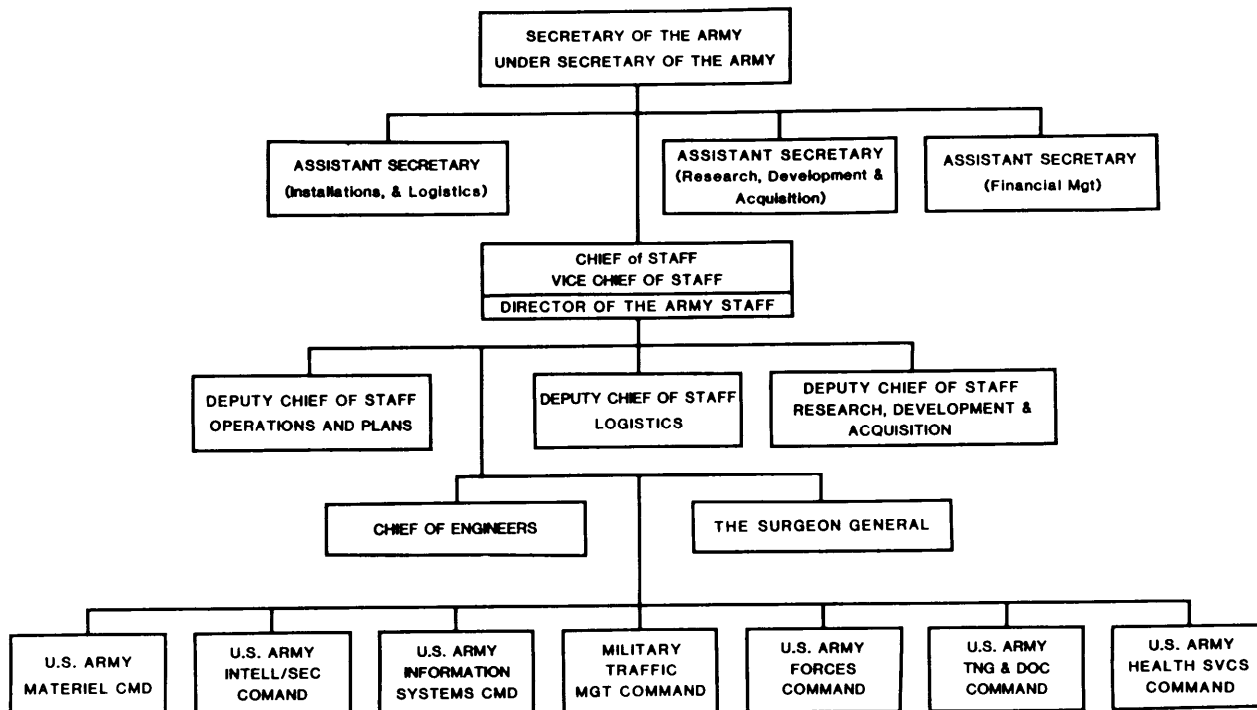 SECRETARY OF THE ARMY
UNDER SECRETARY OF THE ARMY
ASSISTANT SECRETARY
(Installations, & Logistics)
ASSISTANT SECRETARY
(Research, Development &
Acquisition)
ASSISTANT SECRETARY
(Financial Mgt)
CHIEF of STAFF
VICE CHIEF OF STAFF
DIRECTOR OF THE ARMY STAFF
DEPUTY CHIEF OF STAFF
OPERATIONS AND PLANS
DEPUTY CHIEF OF STAFF
LOGISTICS
DEPUTY CHIEF OF STAFF
RESEARCH, DEVELOPMENT &
ACQUISITION
CHIEF OF ENGINEERS
THE SURGEON GENERAL
U.S. ARMY
MATERIEL CMD
U.S. ARMY
INTELL/SEC
COMAND
U.S. ARMY
INFORMATION
SYSTEMS CMD
MILITARY
TRAFFIC
MGT COMMAND
U.S. ARMY
FORCES
COMMAND
U.S. ARMY
TNG & DOC
COMMAND
U.S. ARMY
HEALTH SVCS
COMMAND